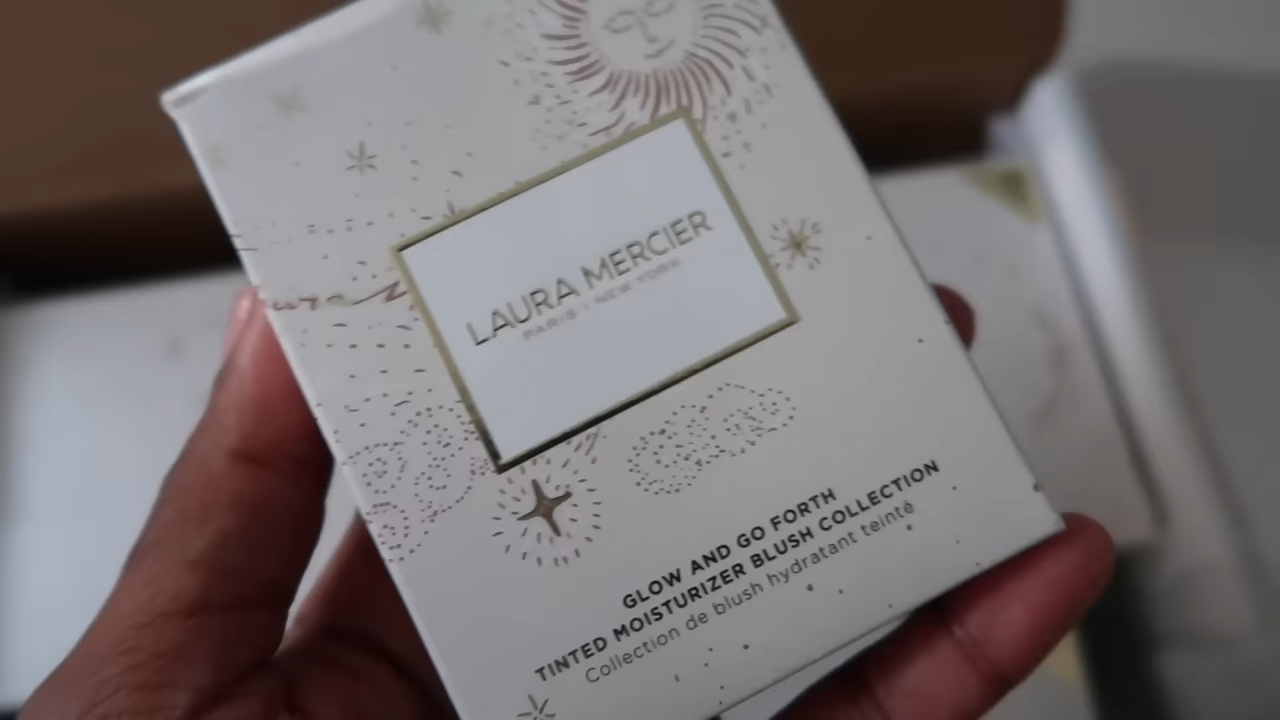 LAURA MERCIER
PARIS - NEW YORK
GLOW AND GO FORTH
TINTED MOISTURIZER BLUSH COLLECTION
Collection de blush hydratant teinté